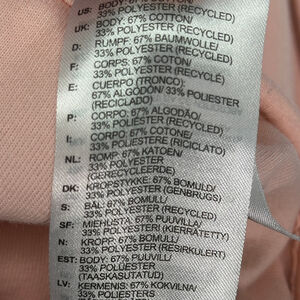 US: BODY: 67% COTTON/
33% POLYESTER (RECYCLED)
UK: BODY: 67% COTTON/
33% POLYESTER (RECYCLED)
D: RUMPF: 67% BAUMWOLLE/
33% POLYESTER (RECYCELT)
F: CORPS: 67% COTON/
33% POLYESTER (RECYCLÉ)
E: CUERPO (TRONCO):
67% ALGODÓN/ 33% POLIESTER
(RECICLADO)
P: CORPO: 67% ALGODÃO/
33% POLIESTER (RECICLADO)
I: CORPO: 67% COTONE/
33% POLIESTERE (RICICLATO)
NL: ROMP: 67% KATOEN/
33% POLYESTER
(GERECYCLEERDE)
DK: KROPSTYKKE: 67% BOMULD/
33% POLYESTER (GENBRUGS)
S: BÅL: 67% BOMULL/
33% POLYESTER (RECYCLED)
SF: MIEHUSTA: 67% PUUVILLA/
33% POLYESTERI (KIERRÄTETTY)
N: KROPP: 67% BOMULL/
33% POLYESTER (RESIRKULERT)
EST: BODY: 67% PUUVILL/
33% POLÜESTER
(TAASKASUTATUD)
LV: ĶERMENIS: 67% KOKVILNA/